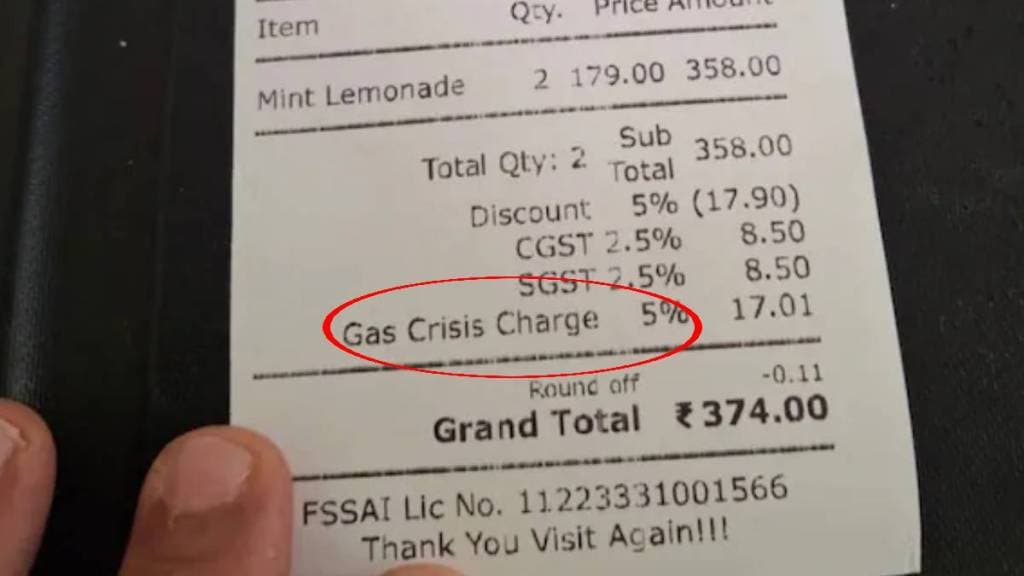 Item Qty. Price Amount
Mint Lemonade 2 179.00 358.00
Total Qty: 2 Sub Total 358.00
Discount 5% (17.90)
CGST 2.5% 8.50
SGST 2.5% 8.50
Gas Crisis Charge 5% 17.01
Round off -0.11
Grand Total ₹374.00
FSSAI Lic No. 11223331001566
Thank You Visit Again!!!